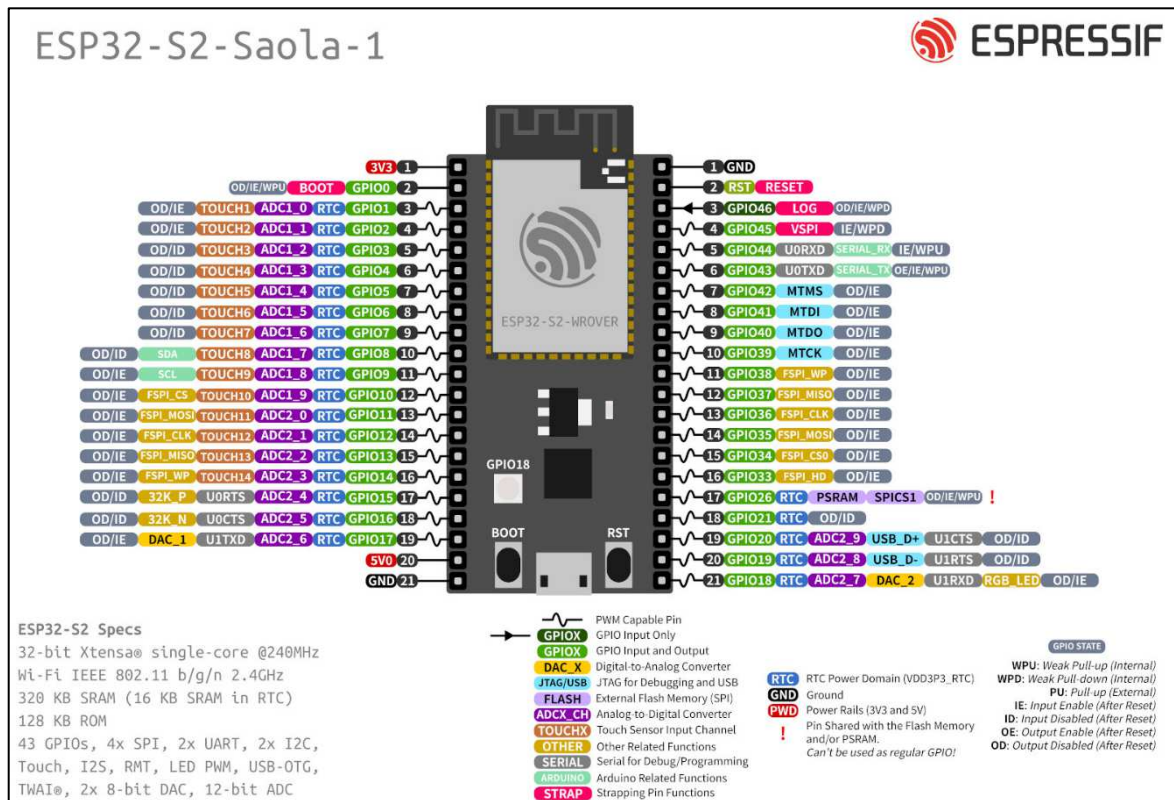 ESP32-S2-Saola-1
ESPRESSIF
3V3 1
OD/IE/WPU BOOT GPIO0 2
OD/IE TOUCH1 ADC1_0 RTC GPIO1 3
OD/IE TOUCH2 ADC1_1 RTC GPIO2 4
OD/ID TOUCH3 ADC1_2 RTC GPIO3 5
OD/ID TOUCH4 ADC1_3 RTC GPIO4 6
OD/ID TOUCH5 ADC1_4 RTC GPIO5 7
OD/ID TOUCH6 ADC1_5 RTC GPIO6 8
OD/ID TOUCH7 ADC1_6 RTC GPIO7 9
OD/ID SDA TOUCH8 ADC1_7 RTC GPIO8 10
OD/IE SCL TOUCH9 ADC1_8 RTC GPIO9 11
OD/IE FSPI_CS TOUCH10 ADC1_9 RTC GPIO10 12
OD/IE FSPI_MOSI TOUCH11 ADC2_0 RTC GPIO11 13
OD/IE FSPI_CLK TOUCH12 ADC2_1 RTC GPIO12 14
OD/IE FSPI_MISO TOUCH13 ADC2_2 RTC GPIO13 15
OD/IE FSPI_WP TOUCH14 ADC2_3 RTC GPIO14 16
OD/ID 32K_P U0RTS ADC2_4 RTC GPIO15 17
OD/ID 32K_N U0CTS ADC2_5 RTC GPIO16 18
OD/IE DAC_1 U1TXD ADC2_6 RTC GPIO17 19
5V0 20
GND 21
ESP32-S2-WROVER
GPIO18
BOOT
RST
1 GND
2 RST RESET
3 GPIO46 LOG OD/IE/WPD
4 GPIO45 VSPI IE/WPD
5 GPIO44 U0RXD SERIAL_RX IE/WPU
6 GPIO43 U0TXD SERIAL_TX OE/IE/WPU
7 GPIO42 MTMS OD/IE
8 GPIO41 MTDI OD/IE
9 GPIO40 MTDO OD/IE
10 GPIO39 MTCK OD/IE
11 GPIO38 FSPI_WP OD/IE
12 GPIO37 FSPI_MISO OD/IE
13 GPIO36 FSPI_CLK OD/IE
14 GPIO35 FSPI_MOSI OD/IE
15 GPIO34 FSPI_CS0 OD/IE
16 GPIO33 FSPI_HD OD/IE
17 GPIO26 RTC PSRAM SPICS1 OD/IE/WPU !
18 GPIO21 RTC OD/ID
19 GPIO20 RTC ADC2_9 USB_D+ U1CTS OD/ID
20 GPIO19 RTC ADC2_8 USB_D- U1RTS OD/ID
21 GPIO18 RTC ADC2_7 DAC_2 U1RXD RGB_LED OD/IE
ESP32-S2 Specs
32-bit Xtensa® single-core @240MHz
Wi-Fi IEEE 802.11 b/g/n 2.4GHz
320 KB SRAM (16 KB SRAM in RTC)
128 KB ROM
43 GPIOs, 4x SPI, 2x UART, 2x I2C,
Touch, I2S, RMT, LED PWM, USB-OTG,
TWAI®, 2x 8-bit DAC, 12-bit ADC
PWM Capable Pin
GPIOX GPIO Input Only
GPIOX GPIO Input and Output
DAC_X Digital-to-Analog Converter
JTAG/USB JTAG for Debugging and USB
FLASH External Flash Memory (SPI)
ADCX_CH Analog-to-Digital Converter
TOUCHX Touch Sensor Input Channel
OTHER Other Related Functions
SERIAL Serial for Debug/Programming
ARDUINO Arduino Related Functions
STRAP Strapping Pin Functions
RTC RTC Power Domain (VDD3P3_RTC)
GND Ground
PWD Power Rails (3V3 and 5V)
! Pin Shared with the Flash Memory
and/or PSRAM.
Can't be used as regular GPIO!
GPIO STATE
WPU: Weak Pull-up (Internal)
WPD: Weak Pull-down (Internal)
PU: Pull-up (External)
IE: Input Enable (After Reset)
ID: Input Disabled (After Reset)
OE: Output Enable (After Reset)
OD: Output Disabled (After Reset)